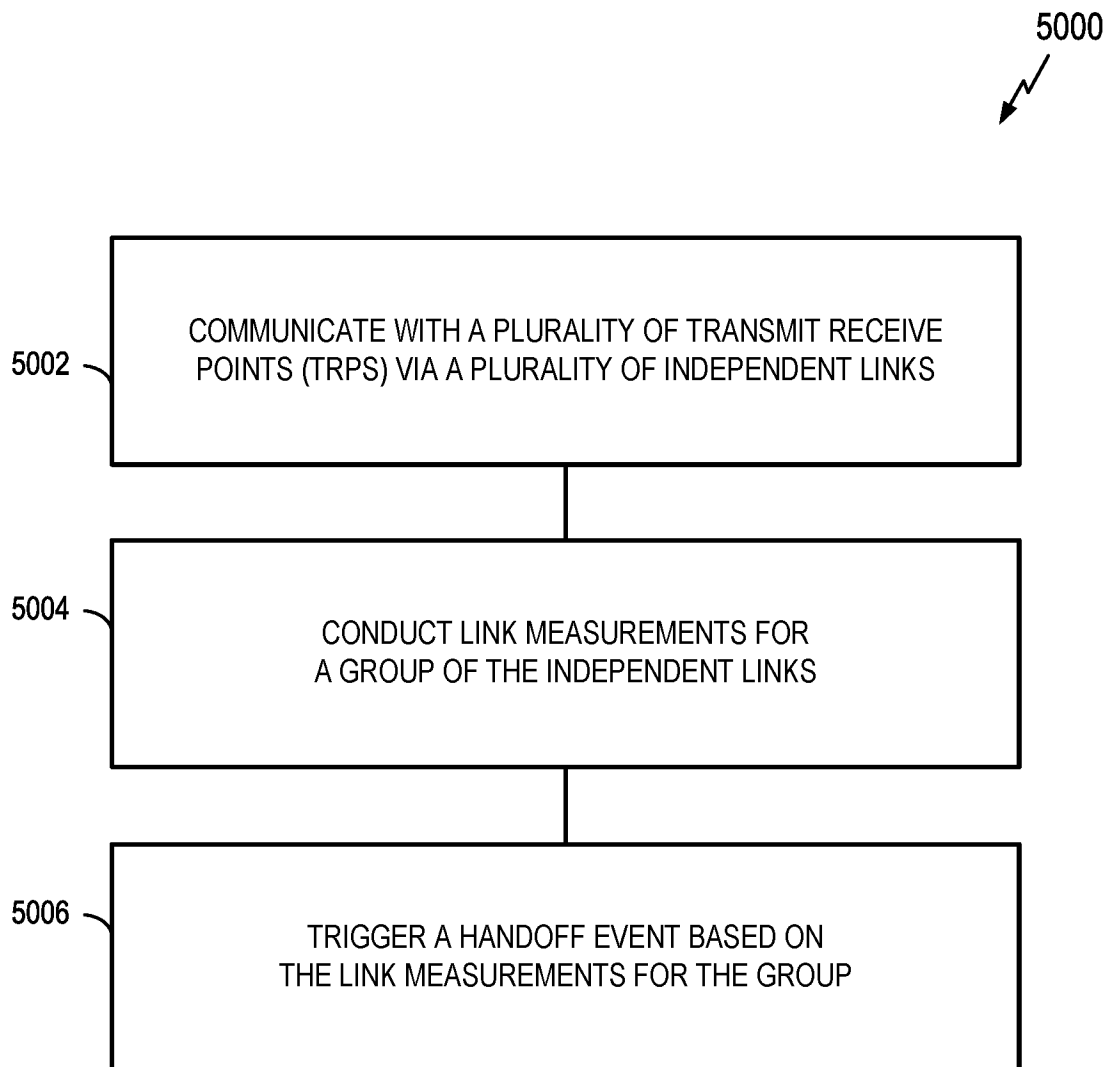 5000
COMMUNICATE WITH A PLURALITY OF TRANSMIT RECEIVE
POINTS (TRPS) VIA A PLURALITY OF INDEPENDENT LINKS
5002
CONDUCT LINK MEASUREMENTS FOR
A GROUP OF THE INDEPENDENT LINKS
5004
TRIGGER A HANDOFF EVENT BASED ON
THE LINK MEASUREMENTS FOR THE GROUP
5006